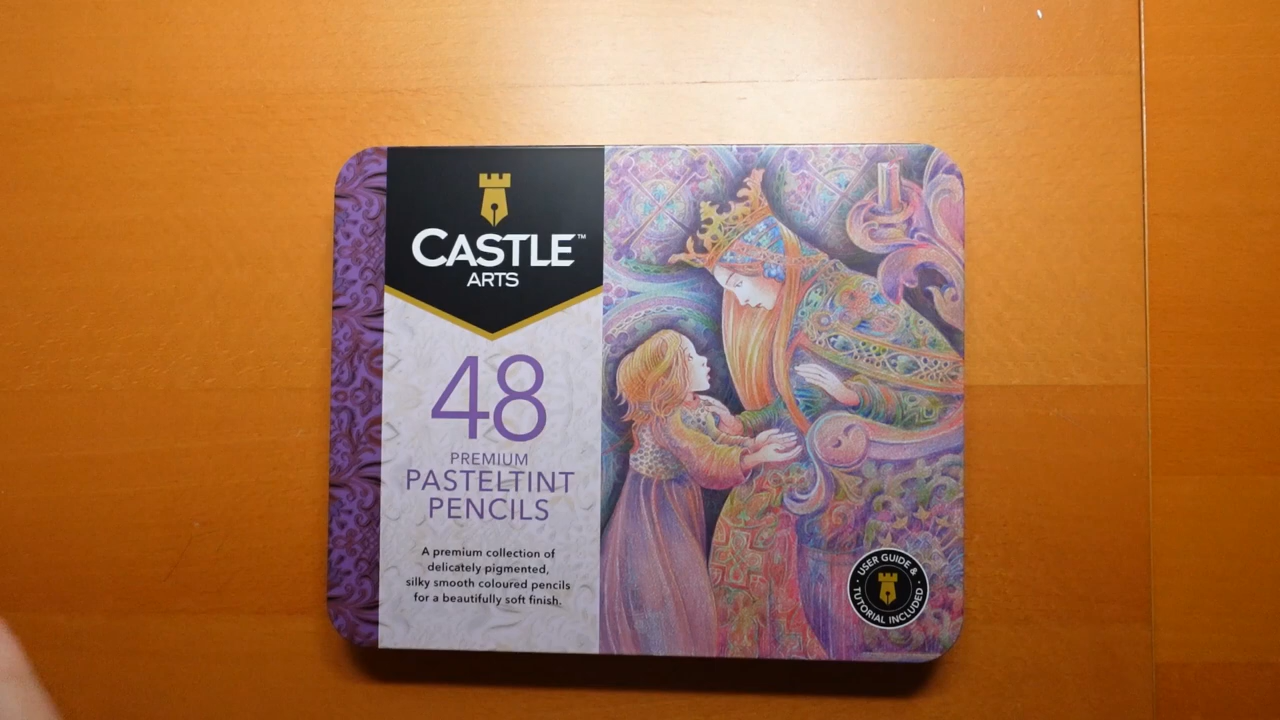 CASTLE™
ARTS
48
PREMIUM
PASTELTINT
PENCILS
A premium collection of
delicately pigmented,
silky smooth coloured pencils
for a beautifully soft finish.
USER GUIDE &
TUTORIAL INCLUDED